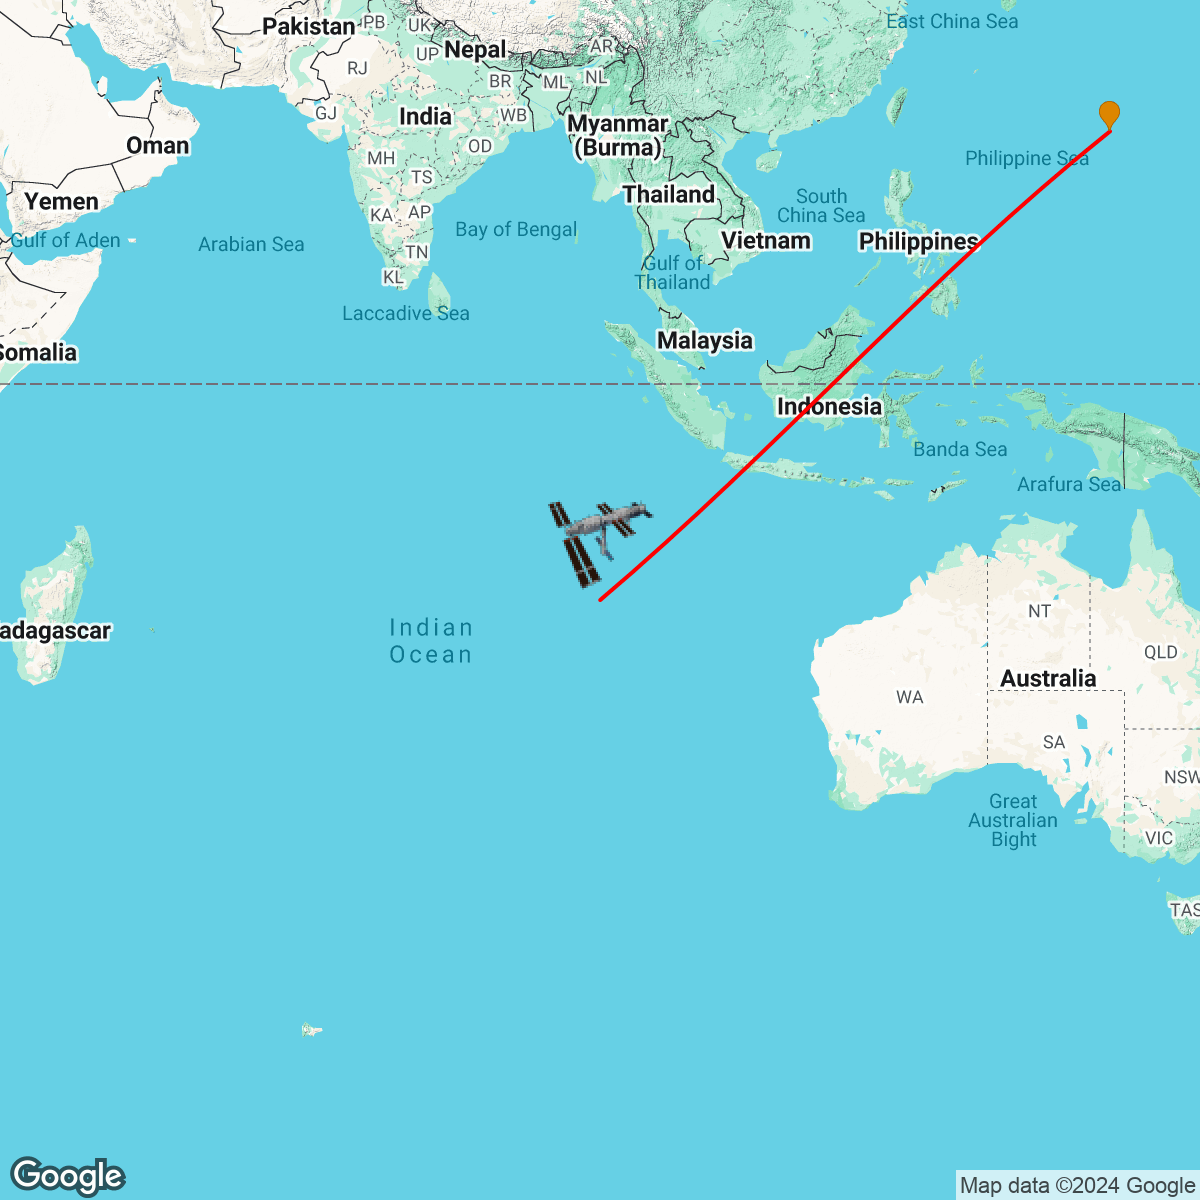 East China Sea
Pakistan
PB
UK
Nepal
AR
UP
RJ
BR
ML
NL
GJ
India
WB
Myanmar
(Burma)
Oman
OD
MH
Philippine Sea
TS
Yemen
Thailand
South
China Sea
KA
AP
Gulf of Aden
Arabian Sea
Bay of Bengal
Vietnam
Philippines
TN
KL
Gulf of
Thailand
Laccadive Sea
Malaysia
Somalia
Indonesia
Banda Sea
Arafura Sea
NT
adagascar
Indian
Ocean
QLD
Australia
WA
SA
NSW
Great
Australian
Bight
VIC
TAS
Google
Map data ©2024 Google